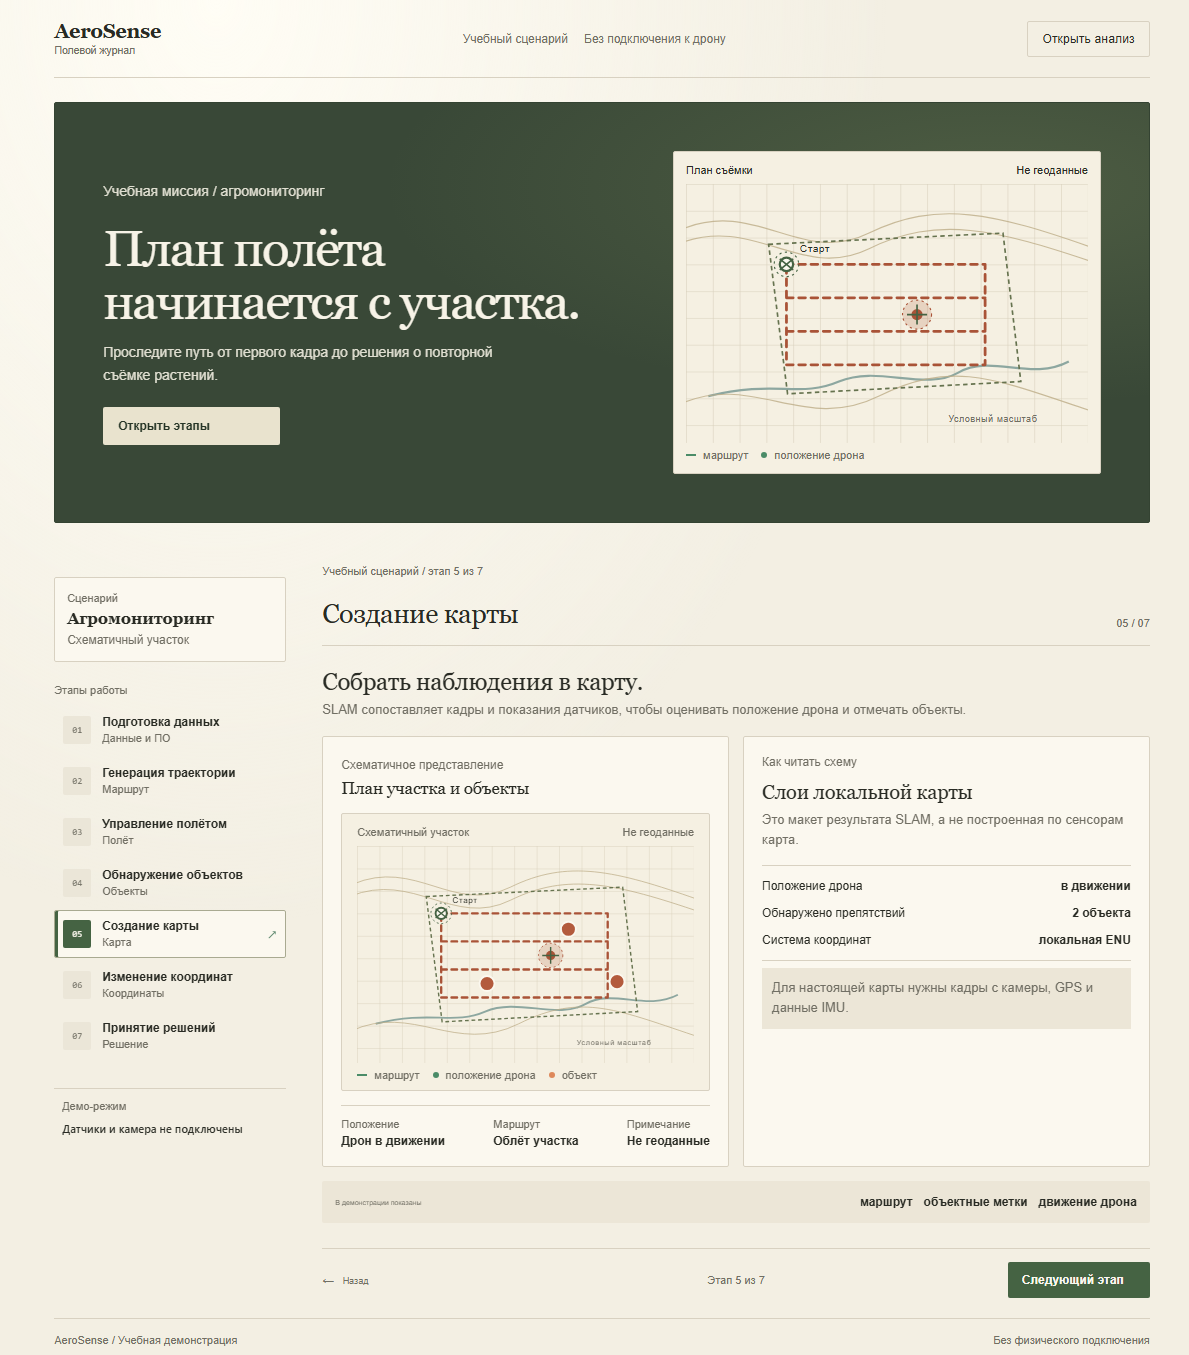 AeroSense
Полевой журнал
Учебный сценарий
Без подключения к дрону
Открыть анализ
Учебная миссия / агромониторинг
План полёта
начинается с участка.
Проследите путь от первого кадра до решения о повторной
съёмке растений.
Открыть этапы
План съёмки
Не геоданные
Старт
Условный масштаб
маршрут
положение дрона
Сценарий
Агромониторинг
Схематичный участок
Этапы работы
01
Подготовка данных
Данные и ПО
02
Генерация траектории
Маршрут
03
Управление полётом
Полёт
04
Обнаружение объектов
Объекты
05
Создание карты
Карта
↗
06
Изменение координат
Координаты
07
Принятие решений
Решение
Демо-режим
Датчики и камера не подключены
Учебный сценарий / этап 5 из 7
Создание карты
05 / 07
Собрать наблюдения в карту.
SLAM сопоставляет кадры и показания датчиков, чтобы оценивать положение дрона и отмечать объекты.
Схематичное представление
План участка и объекты
Схематичный участок
Не геоданные
Старт
Условный масштаб
маршрут
положение дрона
объект
Положение
Дрон в движении
Маршрут
Облёт участка
Примечание
Не геоданные
Как читать схему
Слои локальной карты
Это макет результата SLAM, а не построенная по сенсорам
карта.
Положение дрона
в движении
Обнаружено препятствий
2 объекта
Система координат
локальная ENU
Для настоящей карты нужны кадры с камеры, GPS и
данные IMU.
В демонстрации показаны
маршрут
объектные метки
движение дрона
← Назад
Этап 5 из 7
Следующий этап
AeroSense / Учебная демонстрация
Без физического подключения